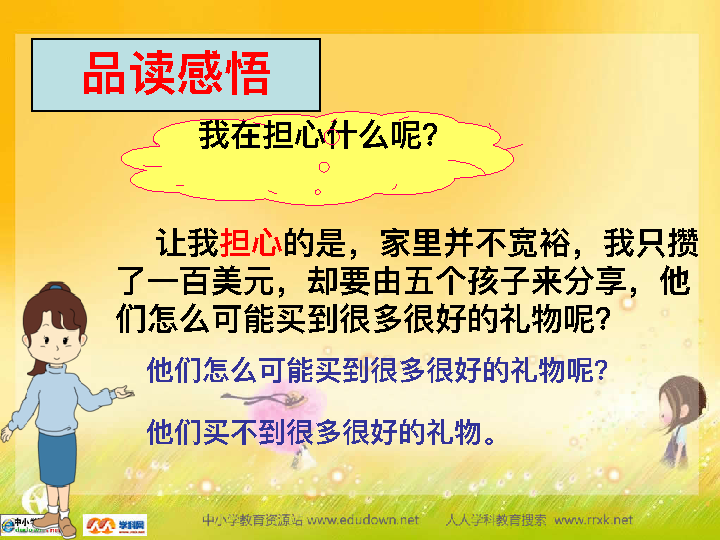 品读感悟
我在担心什么呢?
让我担心的是，家里并不宽裕，我只攒
了一百美元，却要由五个孩子来分享，他
们怎么可能买到很多很好的礼物呢?
他们怎么可能买到很多很好的礼物呢?
他们买不到很多很好的礼物。
中小学教育资源站 www.edudown.net 人人学科教育搜索 www.rrxk.net
学科网